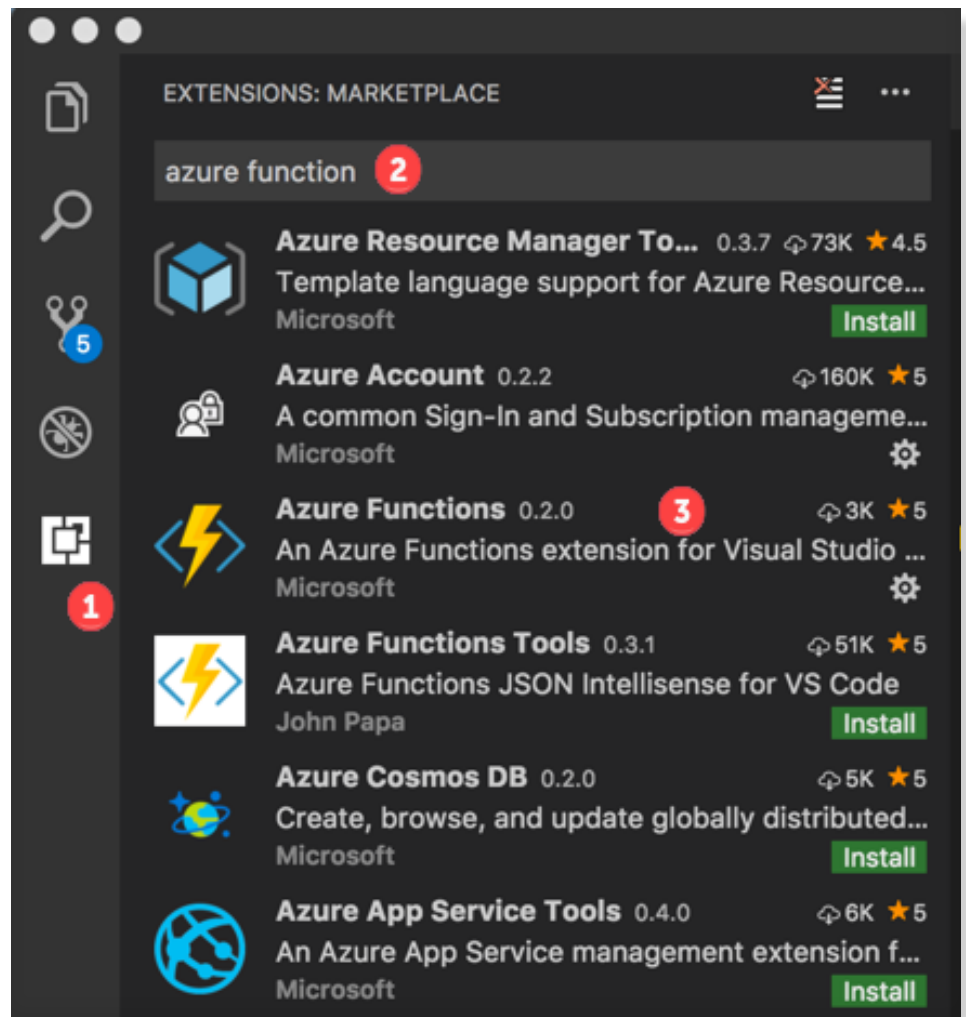 EXTENSIONS: MARKETPLACE
azure function 2
Azure Resource Manager To... 0.3.7 73K ★4.5
Template language support for Azure Resource...
Microsoft Install
5
Azure Account 0.2.2 160K ★5
A common Sign-In and Subscription manageme...
Microsoft
Azure Functions 0.2.0 3 3K ★5
An Azure Functions extension for Visual Studio ...
Microsoft
1
Azure Functions Tools 0.3.1 51K ★5
Azure Functions JSON Intellisense for VS Code
John Papa Install
Azure Cosmos DB 0.2.0 5K ★5
Create, browse, and update globally distributed...
Microsoft Install
Azure App Service Tools 0.4.0 6K ★5
An Azure App Service management extension f...
Microsoft Install